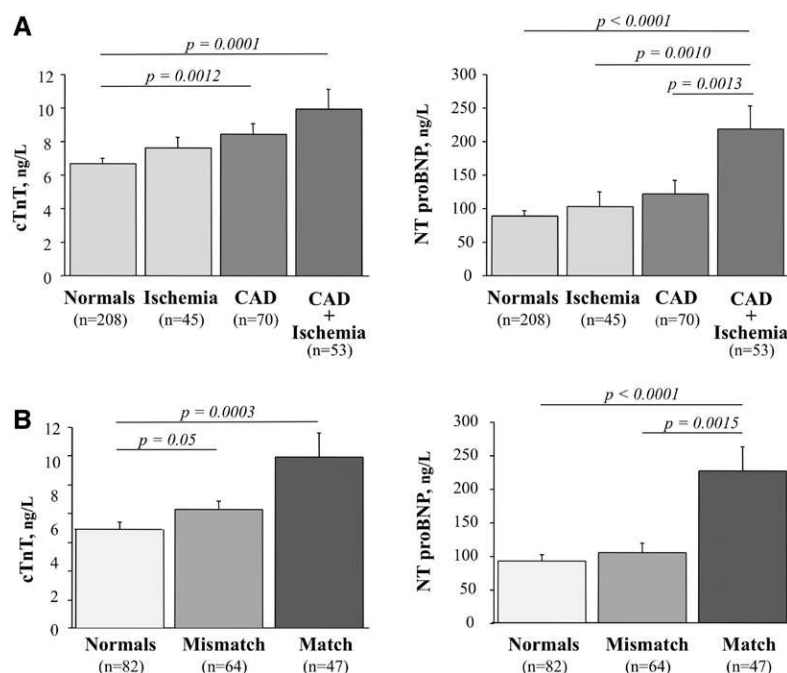 A
p = 0.0001
p = 0.0012
cTnT, ng/L
12
10
8
6
4
2
0
Normals
(n=208)
Ischemia
(n=45)
CAD
(n=70)
CAD
+
Ischemia
(n=53)
p < 0.0001
p = 0.0010
p = 0.0013
NT proBNP, ng/L
300
250
200
150
100
50
0
Normals
(n=208)
Ischemia
(n=45)
CAD
(n=70)
CAD
+
Ischemia
(n=53)
B
p = 0.0003
p = 0.05
cTnT, ng/L
12
10
8
6
4
2
0
Normals
(n=82)
Mismatch
(n=64)
Match
(n=47)
p < 0.0001
p = 0.0015
NT proBNP, ng/L
300
250
200
150
100
50
0
Normals
(n=82)
Mismatch
(n=64)
Match
(n=47)